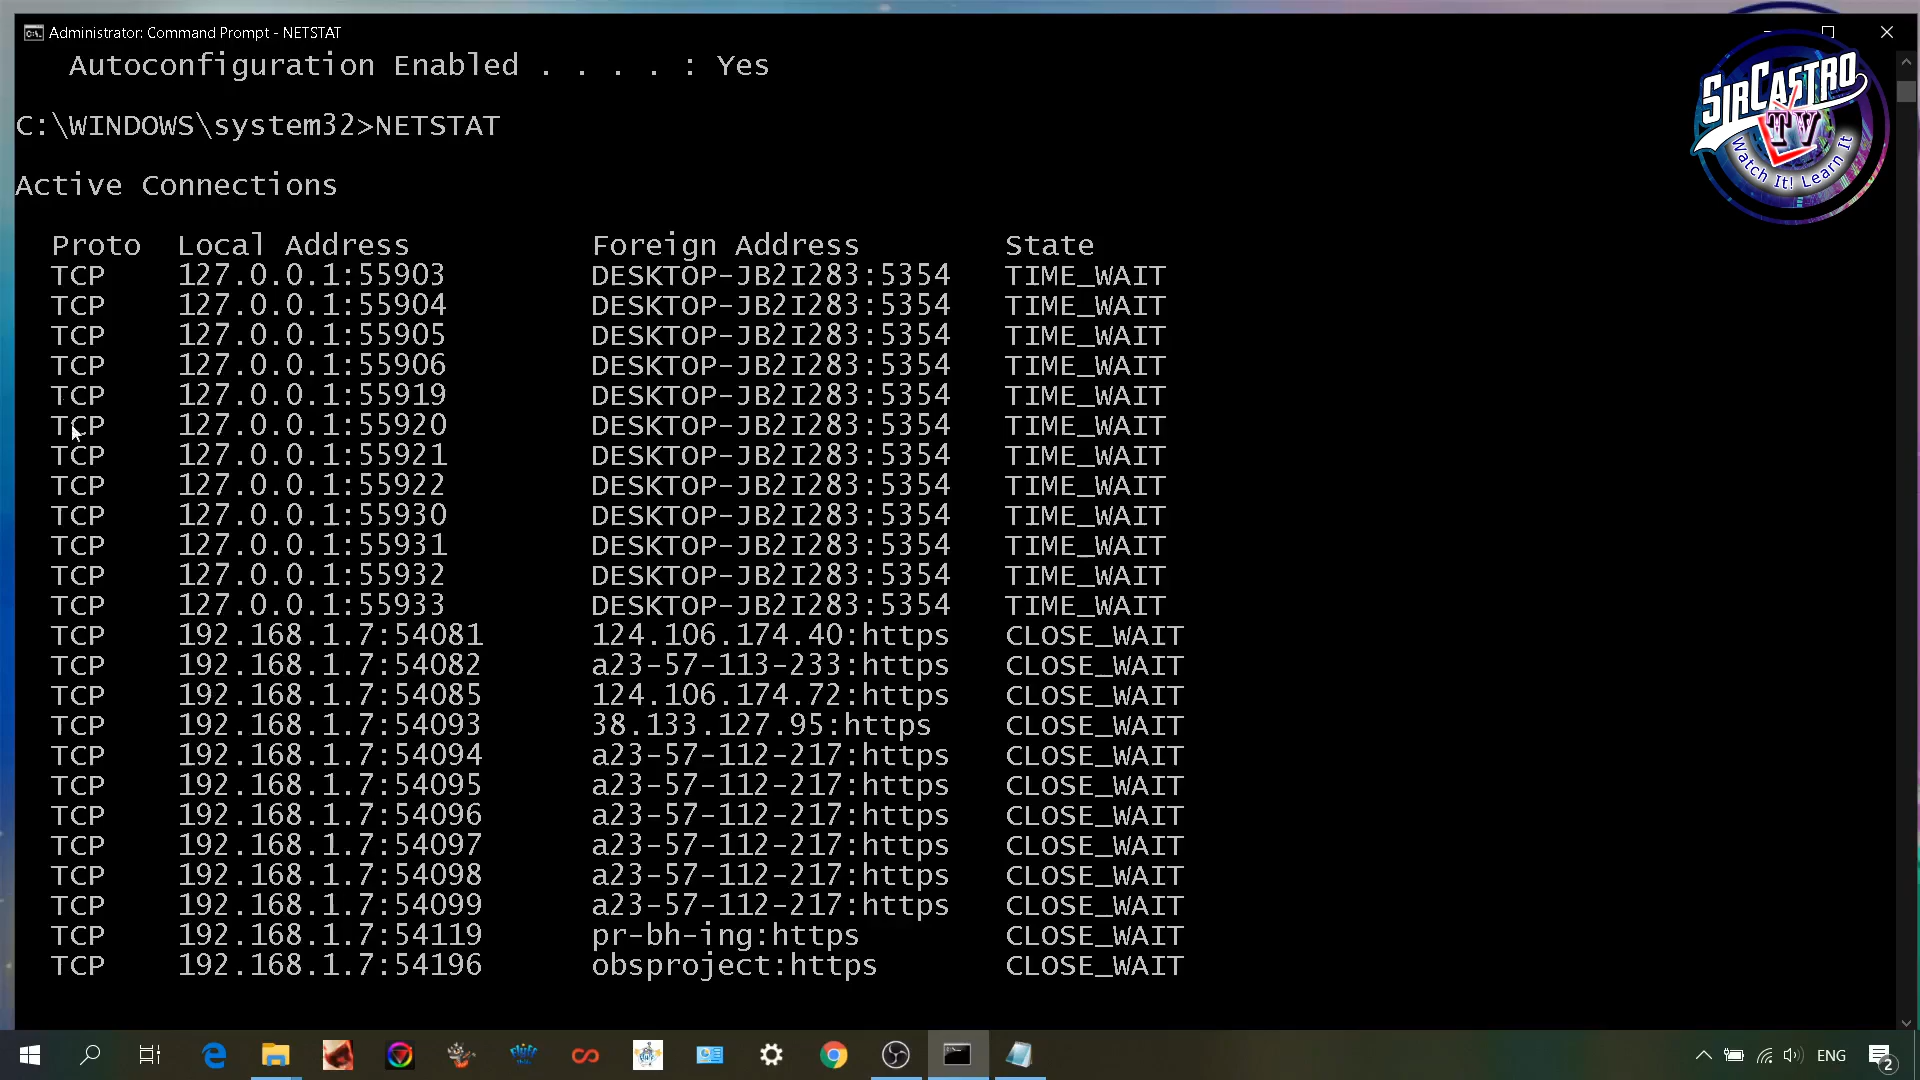 Administrator: Command Prompt - NETSTAT
Autoconfiguration Enabled . . . . : Yes
C:\WINDOWS\system32>NETSTAT
Active Connections
Proto Local Address Foreign Address State
TCP 127.0.0.1:55903 DESKTOP-JB2I283:5354 TIME_WAIT
TCP 127.0.0.1:55904 DESKTOP-JB2I283:5354 TIME_WAIT
TCP 127.0.0.1:55905 DESKTOP-JB2I283:5354 TIME_WAIT
TCP 127.0.0.1:55906 DESKTOP-JB2I283:5354 TIME_WAIT
TCP 127.0.0.1:55919 DESKTOP-JB2I283:5354 TIME_WAIT
TCP 127.0.0.1:55920 DESKTOP-JB2I283:5354 TIME_WAIT
TCP 127.0.0.1:55921 DESKTOP-JB2I283:5354 TIME_WAIT
TCP 127.0.0.1:55922 DESKTOP-JB2I283:5354 TIME_WAIT
TCP 127.0.0.1:55930 DESKTOP-JB2I283:5354 TIME_WAIT
TCP 127.0.0.1:55931 DESKTOP-JB2I283:5354 TIME_WAIT
TCP 127.0.0.1:55932 DESKTOP-JB2I283:5354 TIME_WAIT
TCP 127.0.0.1:55933 DESKTOP-JB2I283:5354 TIME_WAIT
TCP 192.168.1.7:54081 124.106.174.40:https CLOSE_WAIT
TCP 192.168.1.7:54082 a23-57-113-233:https CLOSE_WAIT
TCP 192.168.1.7:54085 124.106.174.72:https CLOSE_WAIT
TCP 192.168.1.7:54093 38.133.127.95:https CLOSE_WAIT
TCP 192.168.1.7:54094 a23-57-112-217:https CLOSE_WAIT
TCP 192.168.1.7:54095 a23-57-112-217:https CLOSE_WAIT
TCP 192.168.1.7:54096 a23-57-112-217:https CLOSE_WAIT
TCP 192.168.1.7:54097 a23-57-112-217:https CLOSE_WAIT
TCP 192.168.1.7:54098 a23-57-112-217:https CLOSE_WAIT
TCP 192.168.1.7:54099 a23-57-112-217:https CLOSE_WAIT
TCP 192.168.1.7:54119 pr-bh-ing:https CLOSE_WAIT
TCP 192.168.1.7:54196 obsproject:https CLOSE_WAIT
SIRCASTRO
TV
Watch It! Learn It
ENG
2